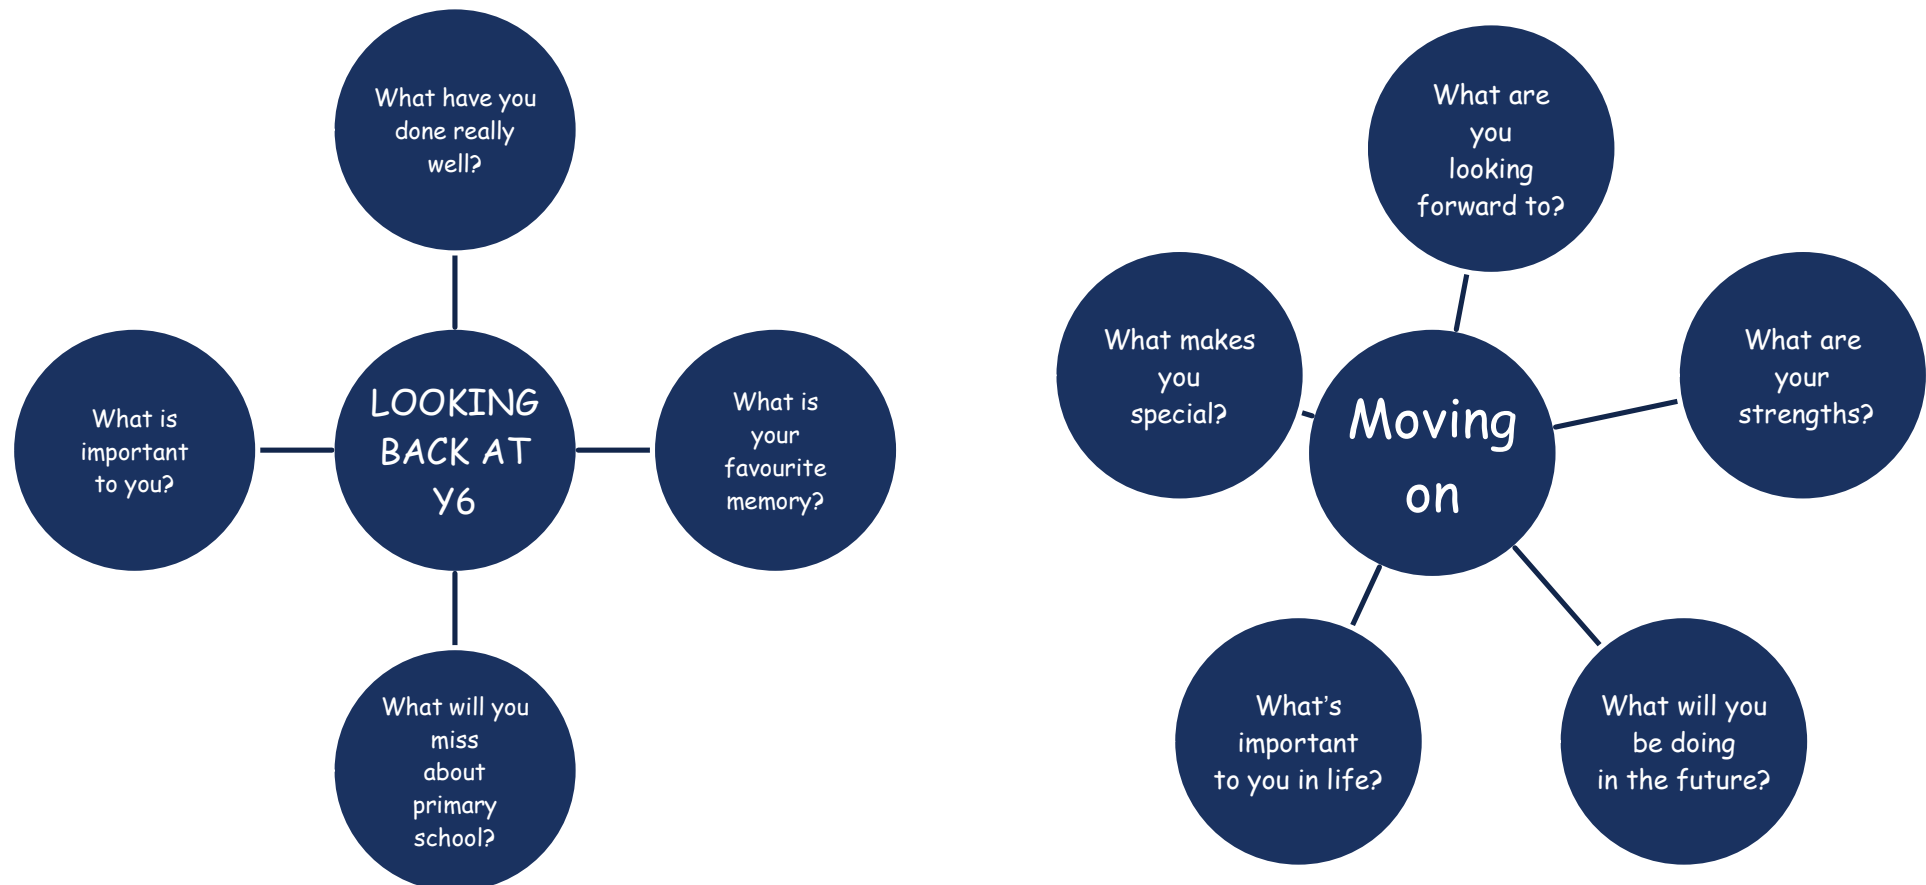 What have you
done really
well?
What is
important
to you?
LOOKING
BACK AT
Y6
What is
your
favourite
memory?
What will you
miss
about
primary
school?
What are
you
looking
forward to?
What makes
you
special?
Moving
on
What are
your
strengths?
What's
important
to you in life?
What will you
be doing
in the future?